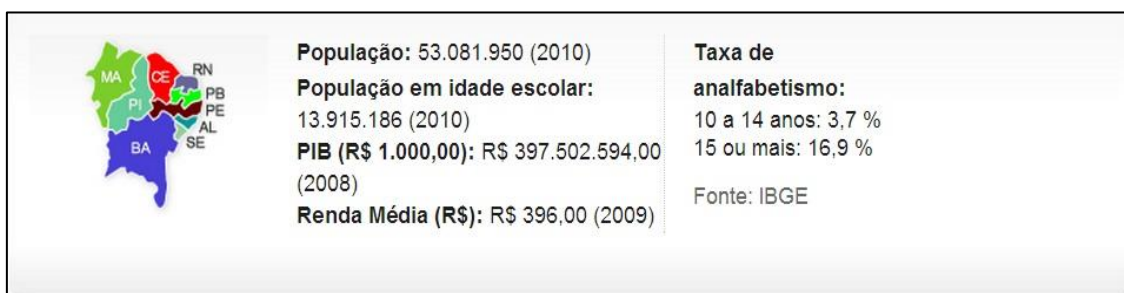 MA
CE
RN
PB
PI
PE
AL
SE
BA
População: 53.081.950 (2010)
População em idade escolar:
13.915.186 (2010)
PIB (R$ 1.000,00): R$ 397.502.594,00
(2008)
Renda Média (R$): R$ 396,00 (2009)
Taxa de
analfabetismo:
10 a 14 anos: 3,7 %
15 ou mais: 16,9 %
Fonte: IBGE